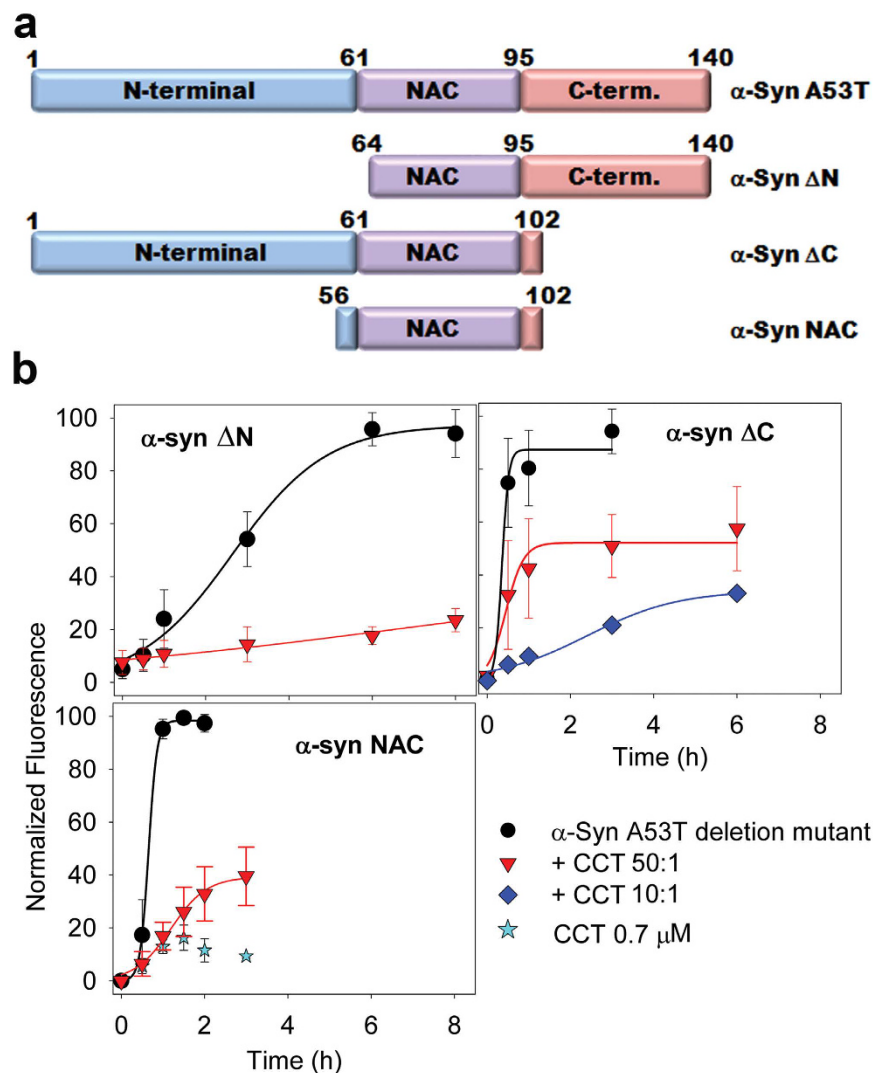 a
1 61 95 140
N-terminal NAC C-term. α-Syn A53T
64 95 140
NAC C-term. α-Syn ΔN
1 61 102
N-terminal NAC α-Syn ΔC
56 102
NAC α-Syn NAC
b
α-syn ΔN
α-syn ΔC
100
80
60
40
20
0
0 2 4 6 8
Time (h)
α-syn NAC
100
80
60
40
20
0
0 2 4 6 8
Time (h)
Normalized Fluorescence
α-Syn A53T deletion mutant
+ CCT 50:1
+ CCT 10:1
CCT 0.7 μM